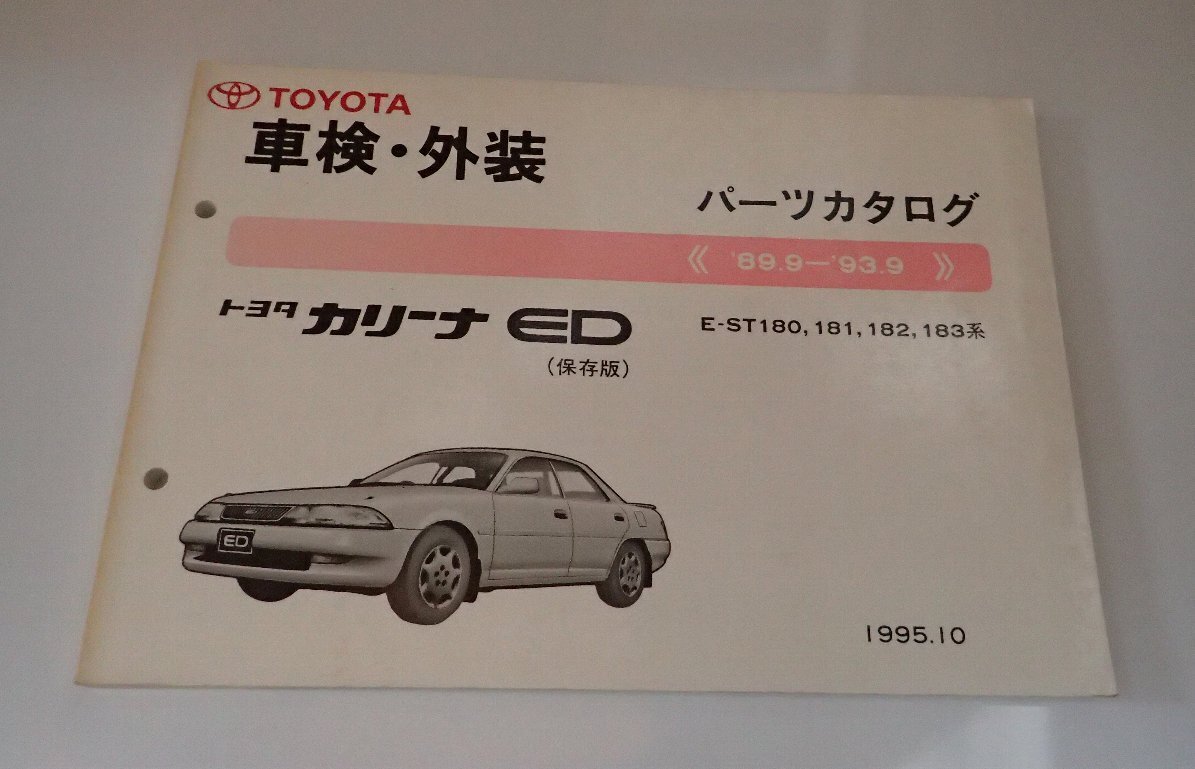 TOYOTA
車検・外装
パーツカタログ
《 '89.9—'93.9 》
トヨタ カリーナ ED
E-ST180, 181, 182, 183系
(保存版)
ED
1995.10